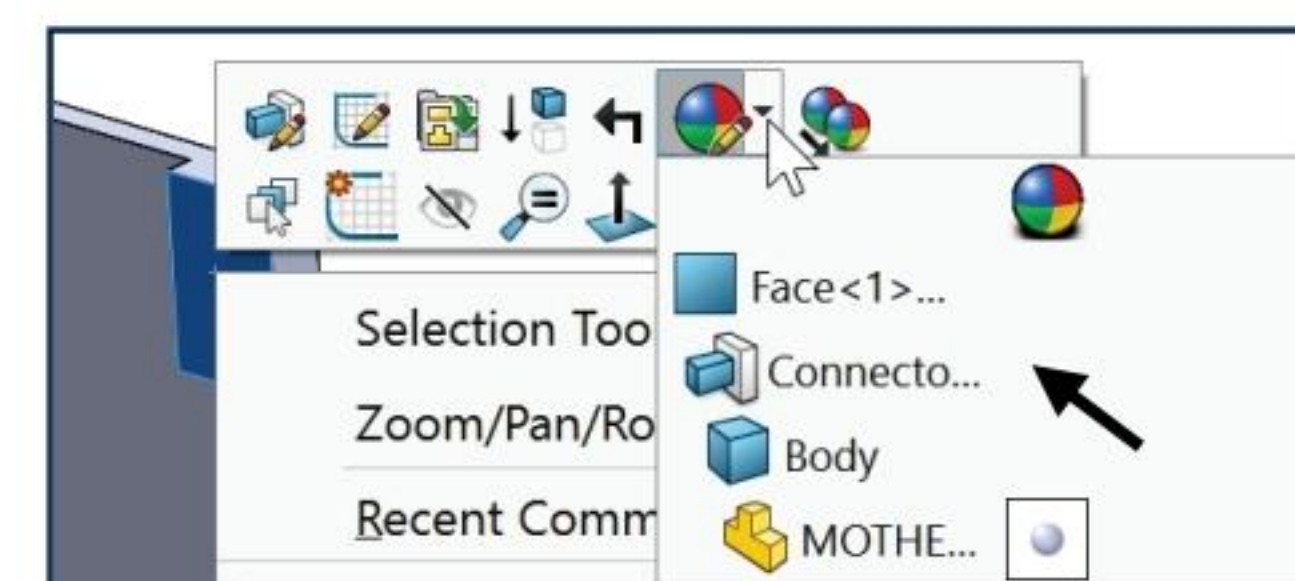 Face<1>...
Selection Too
Connecto...
Zoom/Pan/Ro
Body
Recent Comm
MOTHE...